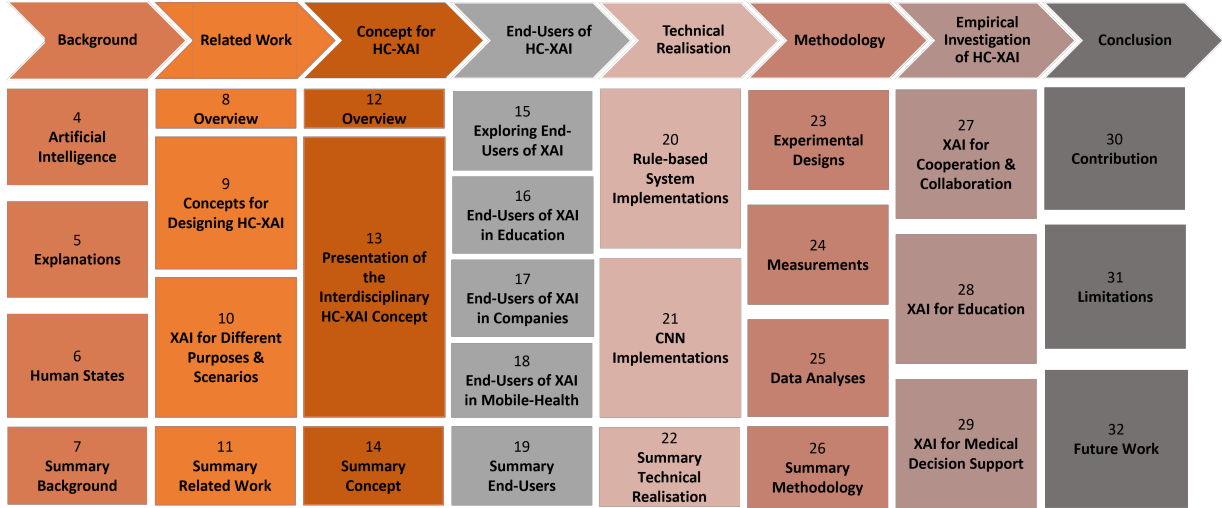 Background
Related Work
Concept for
HC-XAI
End-Users of
HC-XAI
Technical
Realisation
Methodology
Empirical
Investigation
of HC-XAI
Conclusion
4
Artificial
Intelligence
5
Explanations
6
Human States
7
Summary
Background
8
Overview
9
Concepts for
Designing HC-XAI
10
XAI for Different
Purposes &
Scenarios
11
Summary
Related Work
12
Overview
13
Presentation of
the
Interdisciplinary
HC-XAI Concept
14
Summary
Concept
15
Exploring End-
Users of XAI
16
End-Users of XAI
in Education
17
End-Users of XAI
in Companies
18
End-Users of XAI
in Mobile-Health
19
Summary
End-Users
20
Rule-based
System
Implementations
21
CNN
Implementations
22
Summary
Technical
Realisation
23
Experimental
Designs
24
Measurements
25
Data Analyses
26
Summary
Methodology
27
XAI for
Cooperation &
Collaboration
28
XAI for Education
29
XAI for Medical
Decision Support
30
Contribution
31
Limitations
32
Future Work